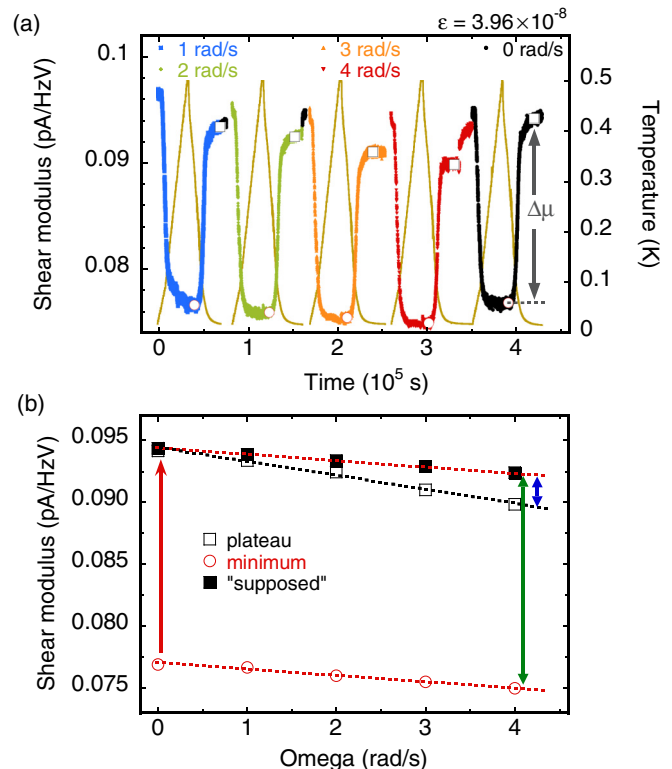 (a)
ε = 3.96×10⁻⁸
1 rad/s
3 rad/s
0 rad/s
2 rad/s
4 rad/s
0.1
0.09
0.08
Shear modulus (pA/HzV)
0.5
0.4
0.3
0.2
0.1
0
Temperature (K)
Δμ
0
1
2
3
4
Time (10⁵ s)
(b)
0.095
0.090
0.085
0.080
0.075
Shear modulus (pA/HzV)
plateau
minimum
"supposed"
0
1
2
3
4
Omega (rad/s)